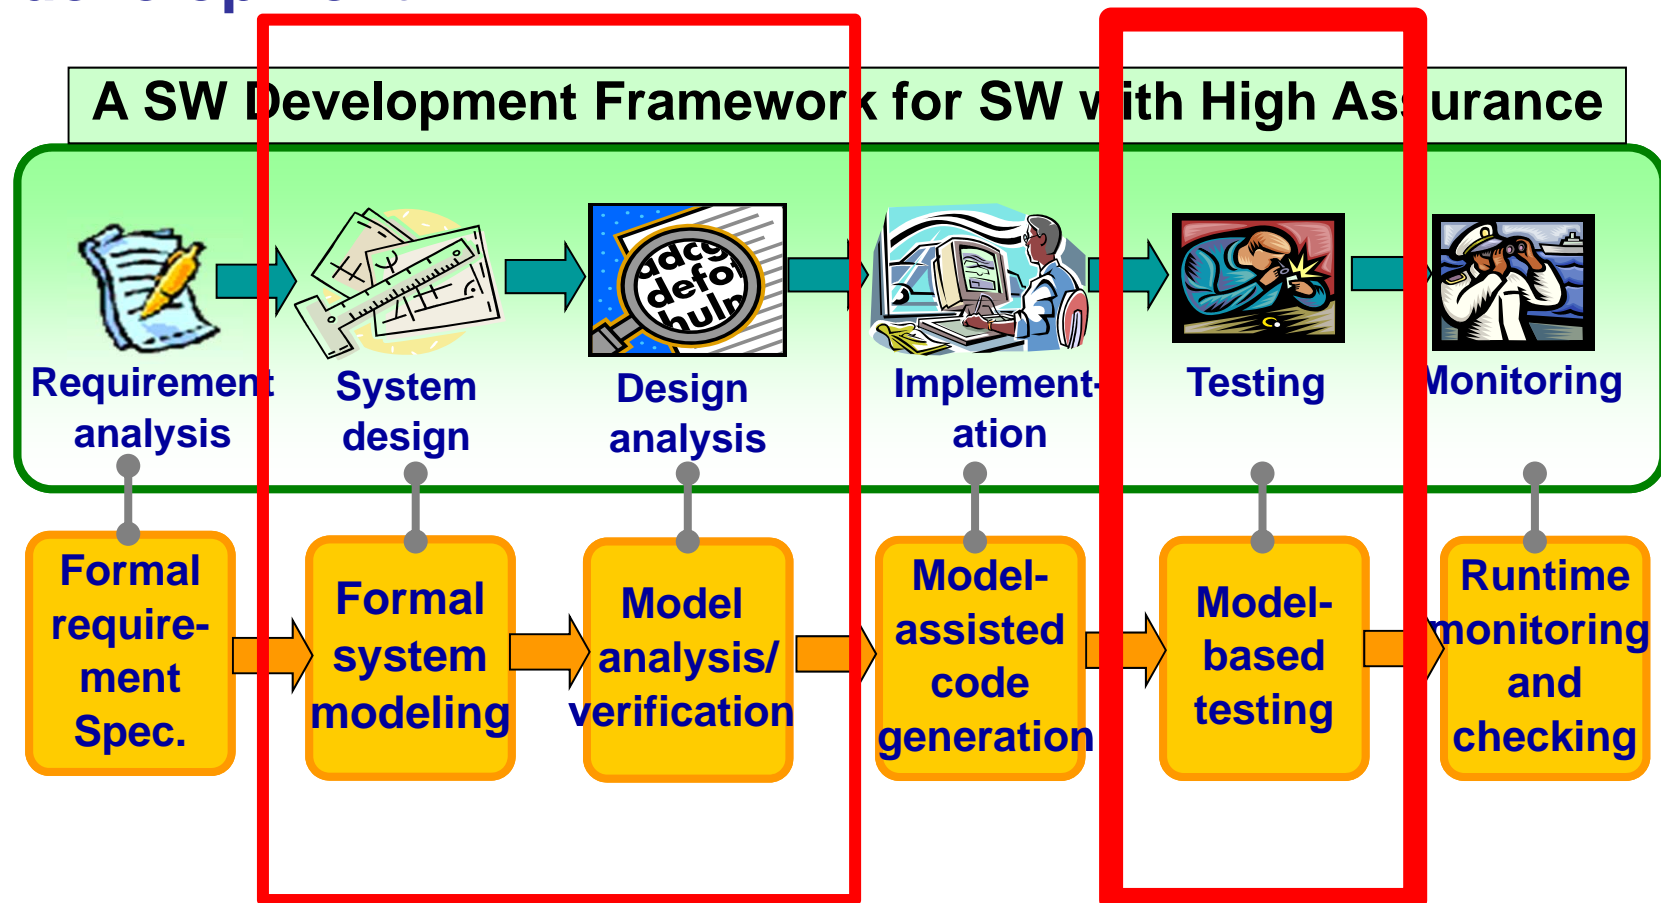 A SW Development Framework for SW with High Assurance
Requirement
analysis
System
design
Design
analysis
Implement-
ation
Testing
Monitoring
Formal
require-
ment
Spec.
Formal
system
modeling
Model
analysis/
verification
Model-
assisted
code
generation
Model-
based
testing
Runtime
monitoring
and
checking